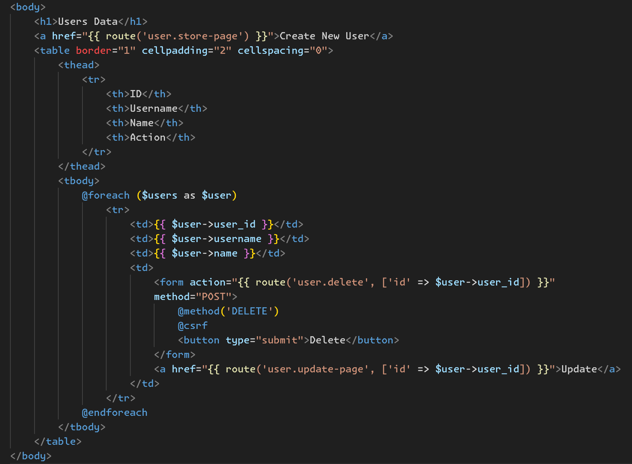 <body>
<h1>Users Data</h1>
<a href="{{ route('user.store-page') }}">Create New User</a>
<table border="1" cellpadding="2" cellspacing="0">
<thead>
<tr>
<th>ID</th>
<th>Username</th>
<th>Name</th>
<th>Action</th>
</tr>
</thead>
<tbody>
@foreach ($users as $user)
<tr>
<td>{{ $user->user_id }}</td>
<td>{{ $user->username }}</td>
<td>{{ $user->name }}</td>
<td>
<form action="{{ route('user.delete', ['id' => $user->user_id]) }}"
method="POST">
@method('DELETE')
@csrf
<button type="submit">Delete</button>
</form>
<a href="{{ route('user.update-page', ['id' => $user->user_id]) }}">Update</a>
</td>
</tr>
@endforeach
</tbody>
</table>
</body>